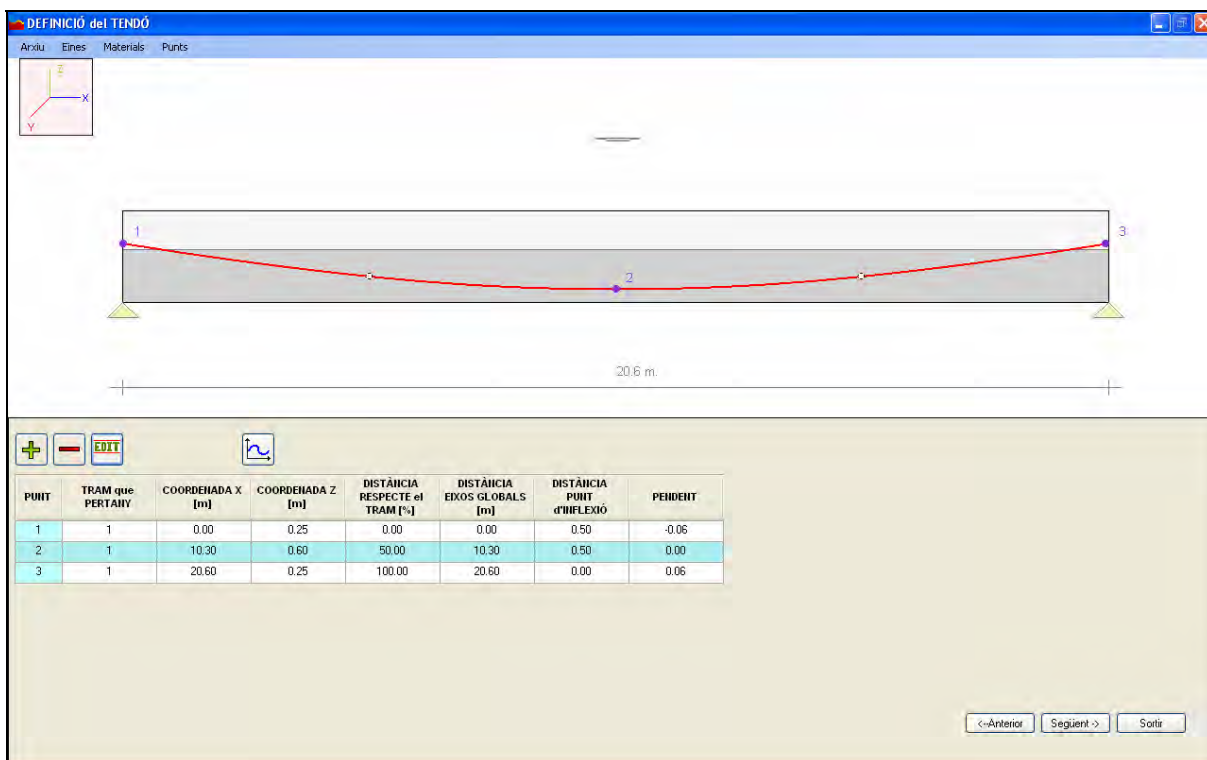 DEFINICIÓ del TENDÓ
Arxiu Eines Materials Punts
Z
X
Y
1
3
2
20.6 m.
EDIT
PUNT TRAM que PERTANY COORDENADA X [m] COORDENADA Z [m] DISTÀNCIA RESPECTE el TRAM [%] DISTÀNCIA EIXOS GLOBALS [m] DISTÀNCIA PUNT d'INFLEXIÓ PENDENT
1 1 0.00 0.25 0.00 0.00 0.50 -0.06
2 1 10.30 0.60 50.00 10.30 0.50 0.00
3 1 20.60 0.25 100.00 20.60 0.00 0.06
<-Anterior Següent -> Sortir